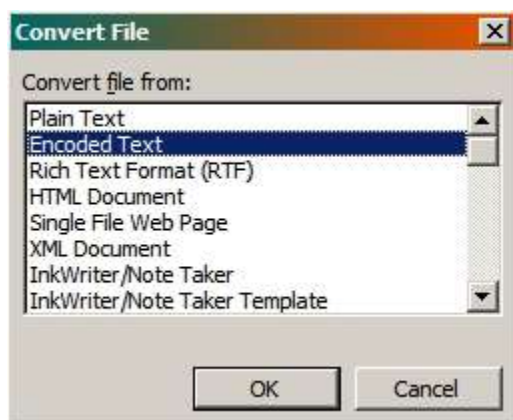 Convert File
Convert file from:
Plain Text
Encoded Text
Rich Text Format (RTF)
HTML Document
Single File Web Page
XML Document
InkWriter/Note Taker
InkWriter/Note Taker Template
OK Cancel